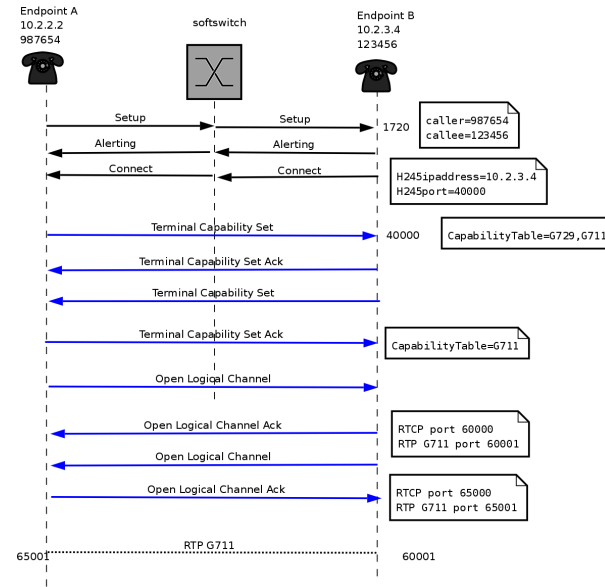 Endpoint A
10.2.2.2
987654
softswitch
Endpoint B
10.2.3.4
123456
Setup
Setup
1720
caller=987654
callee=123456
Alerting
Alerting
Connect
Connect
H245ipaddress=10.2.3.4
H245port=40000
Terminal Capability Set
40000
CapabilityTable=G729,G711
Terminal Capability Set Ack
Terminal Capability Set
Terminal Capability Set Ack
CapabilityTable=G711
Open Logical Channel
Open Logical Channel Ack
RTCP port 60000
RTP G711 port 60001
Open Logical Channel
Open Logical Channel Ack
RTCP port 65000
RTP G711 port 65001
RTP G711
65001
60001